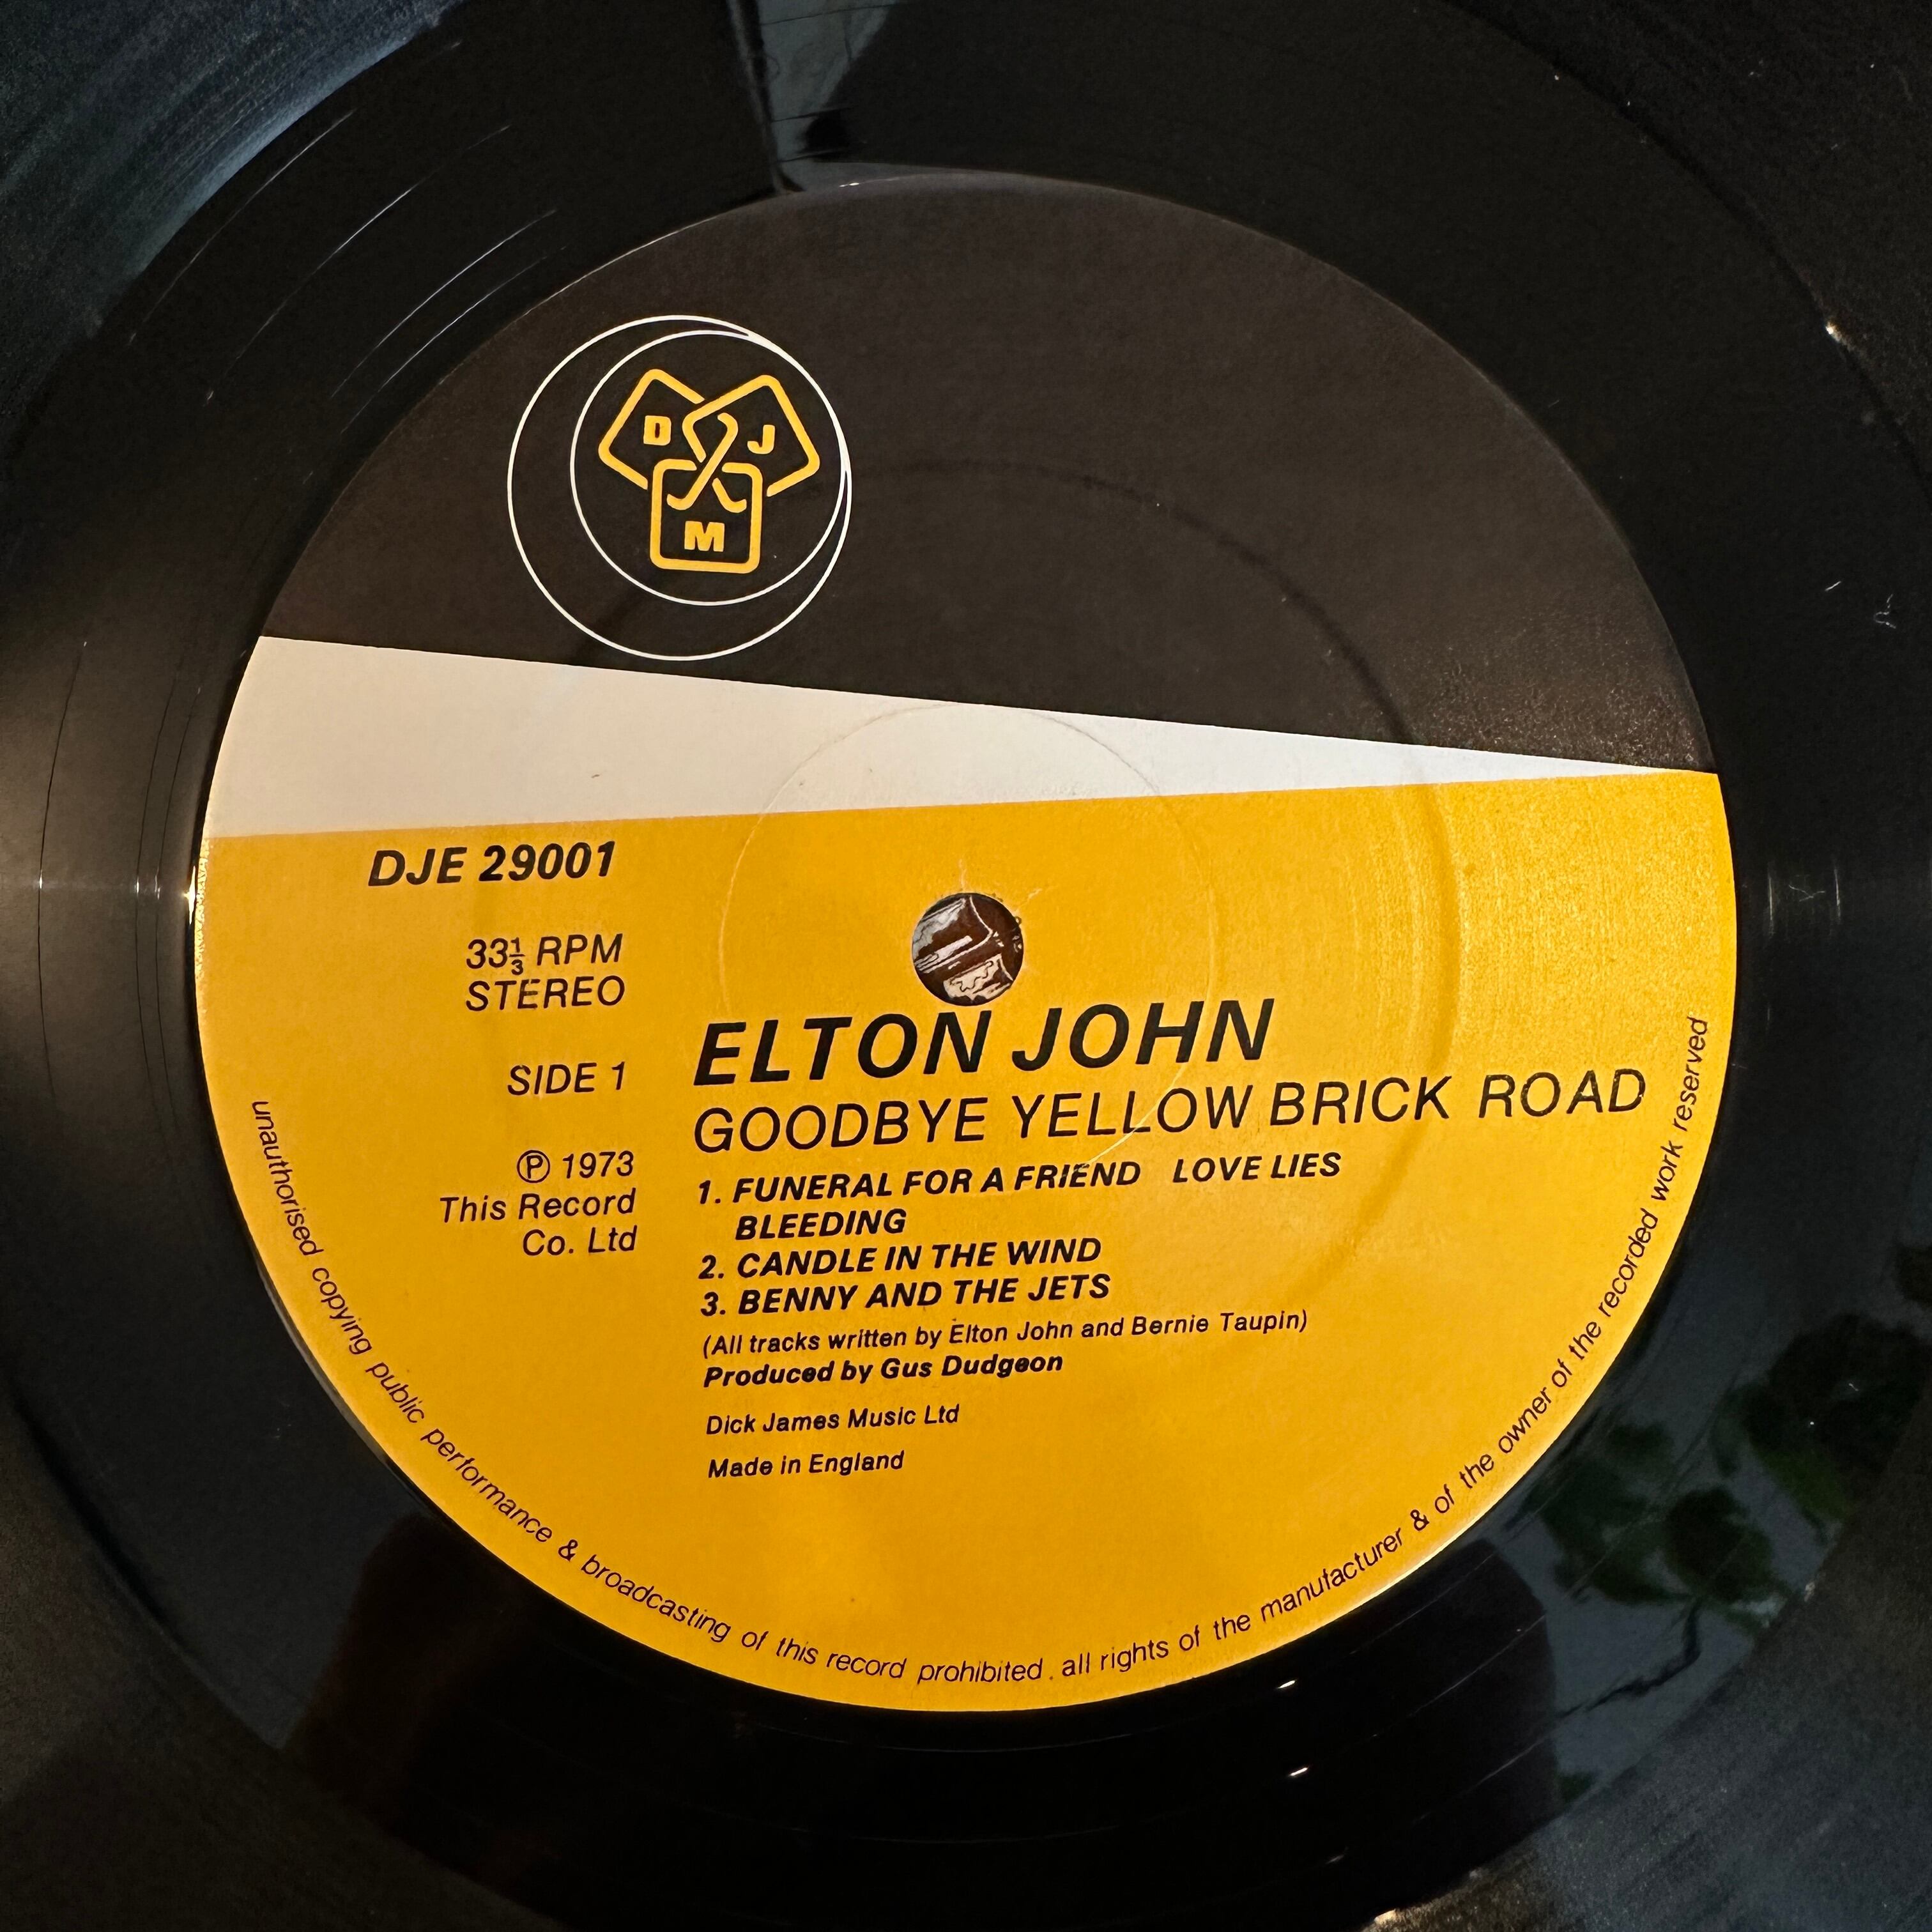 D J
M
DJE 29001
33⅓ RPM
STEREO
SIDE 1
Ⓟ 1973
This Record
Co. Ltd
ELTON JOHN
GOODBYE YELLOW BRICK ROAD
1. FUNERAL FOR A FRIEND LOVE LIES
BLEEDING
2. CANDLE IN THE WIND
3. BENNY AND THE JETS
(All tracks written by Elton John and Bernie Taupin)
Produced by Gus Dudgeon
Dick James Music Ltd
Made in England
unauthorised copying public performance & broadcasting of this record prohibited . all rights of the manufacturer & of the owner of the recorded work reserved